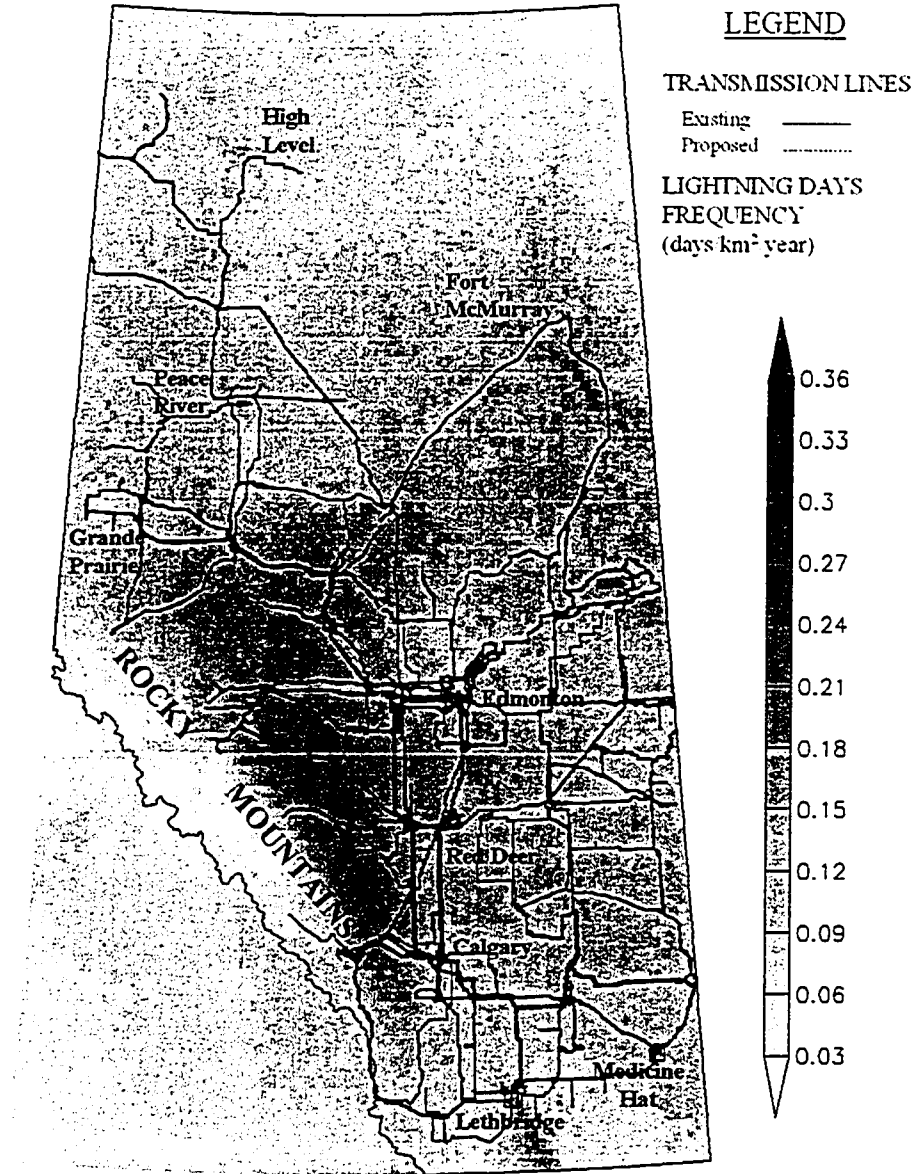 LEGEND
TRANSMISSION LINES
Existing
Proposed
LIGHTNING DAYS
FREQUENCY
(days km² year)
0.36
0.33
0.3
0.27
0.24
0.21
0.18
0.15
0.12
0.09
0.06
0.03
High
Level
Fort
McMurray
Peace
River
Grande
Prairie
ROCKY
MOUNTAINS
Edmonton
Red Deer
Calgary
Medicine
Hat
Lethbridge